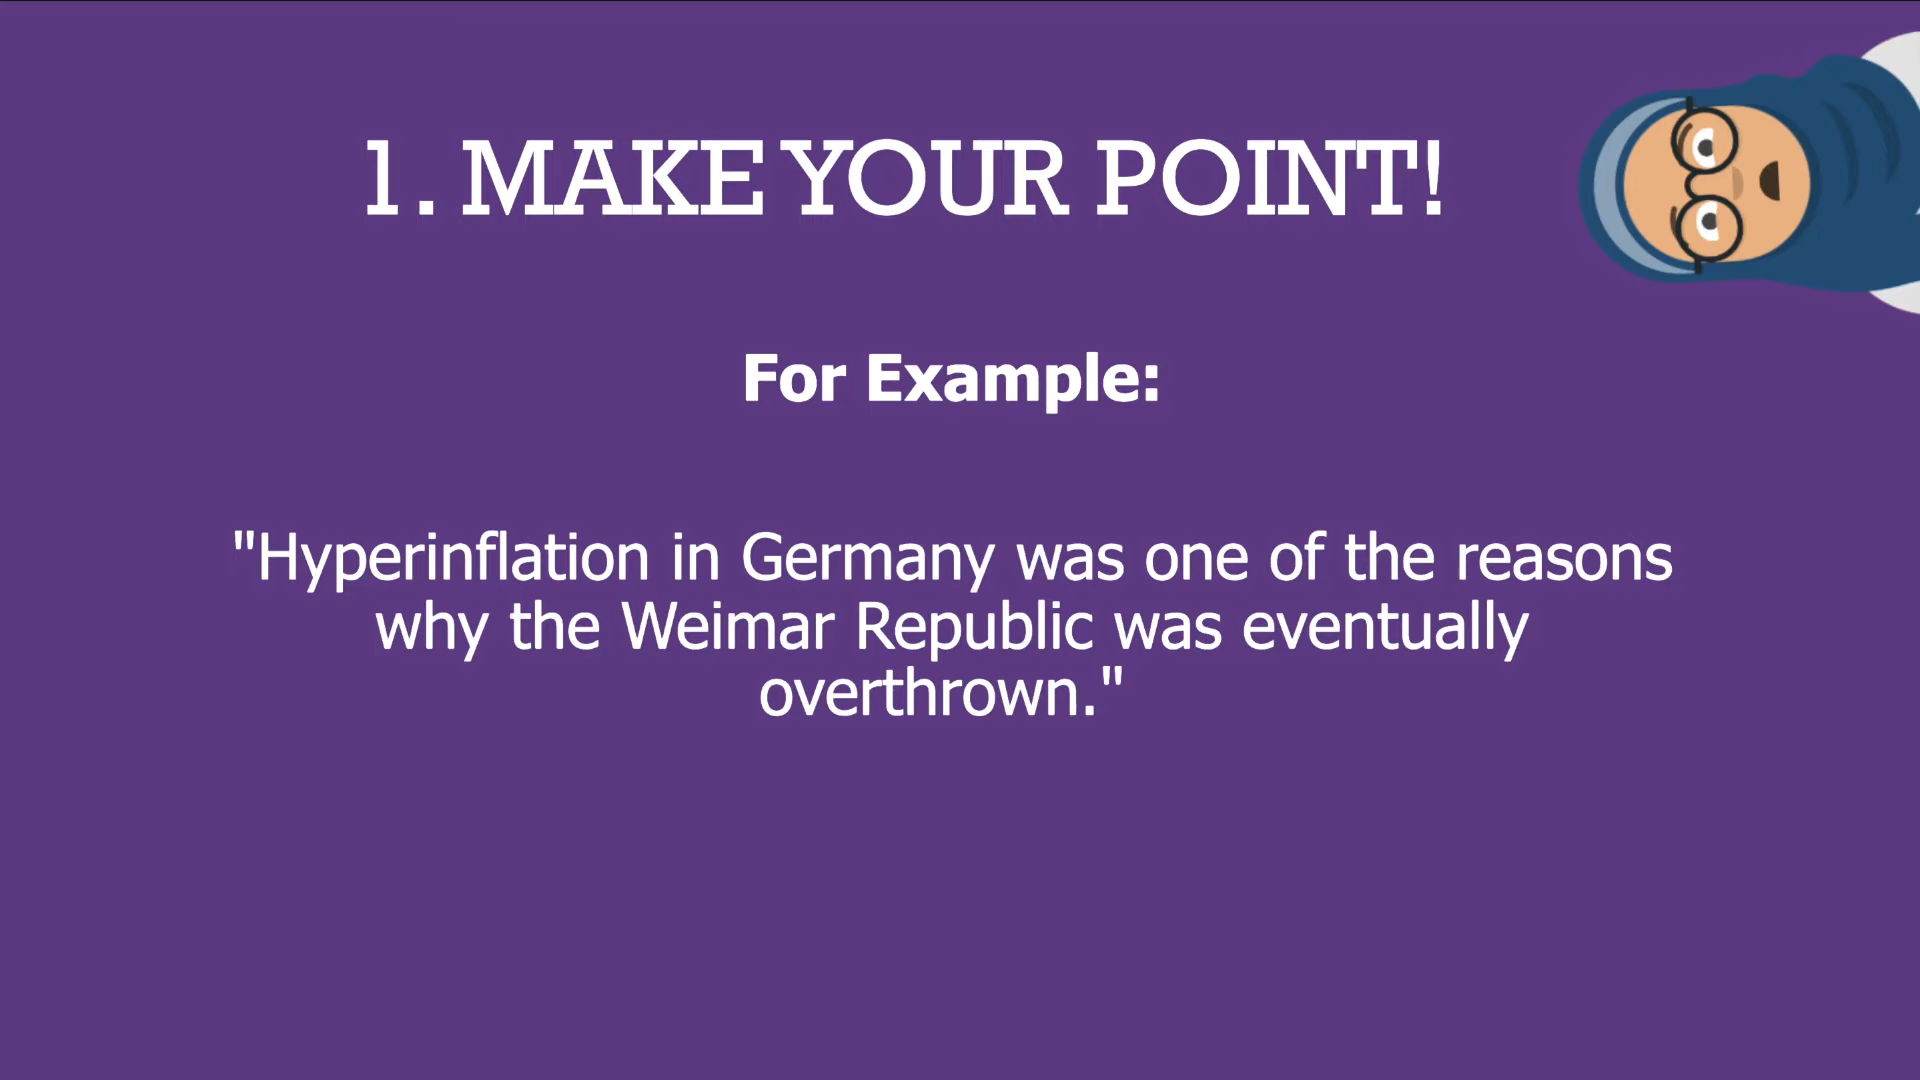 1. MAKE YOUR POINT!
For Example:
"Hyperinflation in Germany was one of the reasons
why the Weimar Republic was eventually
overthrown."